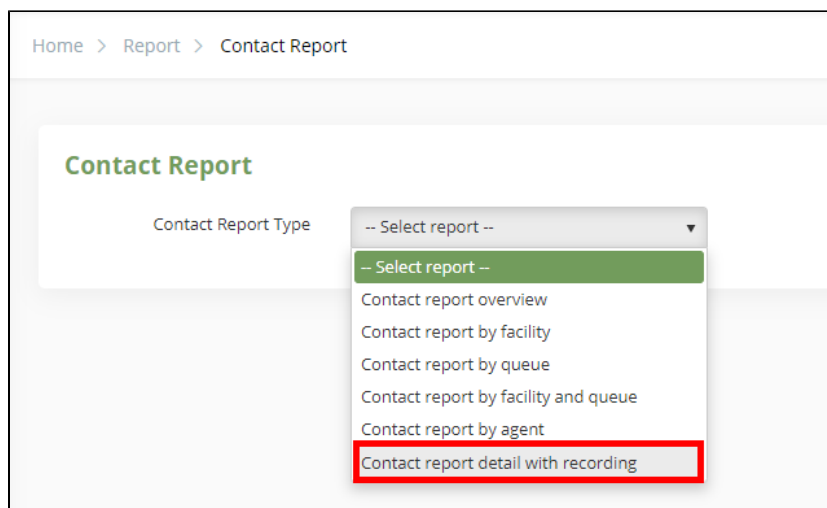 Home > Report > Contact Report
Contact Report
Contact Report Type
-- Select report --
-- Select report --
Contact report overview
Contact report by facility
Contact report by queue
Contact report by facility and queue
Contact report by agent
Contact report detail with recording